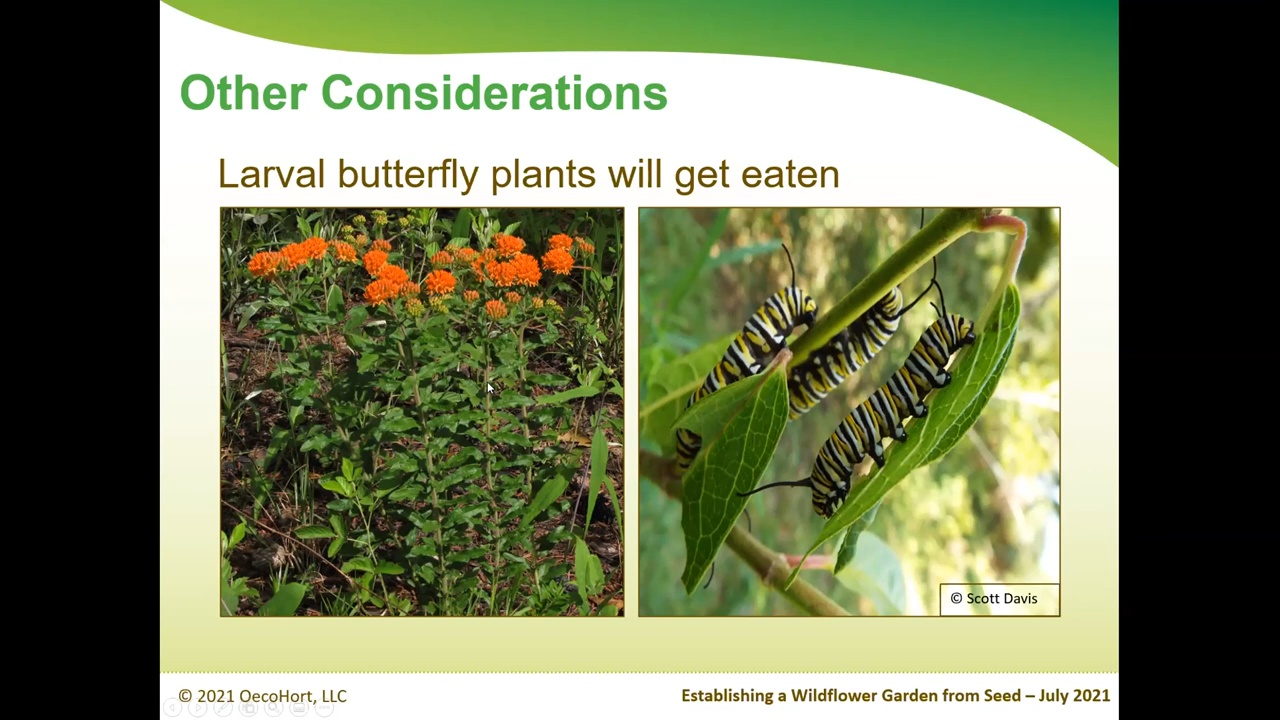 Other Considerations
Larval butterfly plants will get eaten
© Scott Davis
© 2021 OecoHort, LLC
Establishing a Wildflower Garden from Seed – July 2021